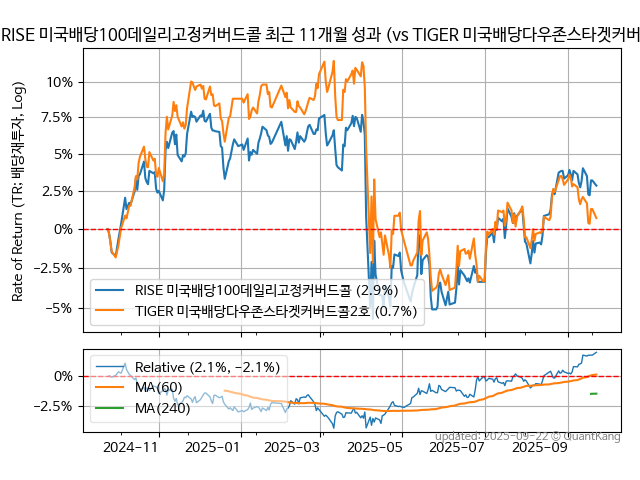 RISE 미국배당100데일리고정커버드콜 최근 11개월 성과 (vs TIGER 미국배당다우존스타겟커버
Rate of Return (TR: 배당재투자, Log)
10%
7.5%
5%
2.5%
0%
−2.5%
−5%
RISE 미국배당100데일리고정커버드콜 (2.9%)
TIGER 미국배당다우존스타겟커버드콜2호 (0.7%)
0%
−2.5%
Relative (2.1%, −2.1%)
MA(60)
MA(240)
updated: 2025-09-22 © QuantKang
2024−11
2025−01
2025−03
2025−05
2025−07
2025−09